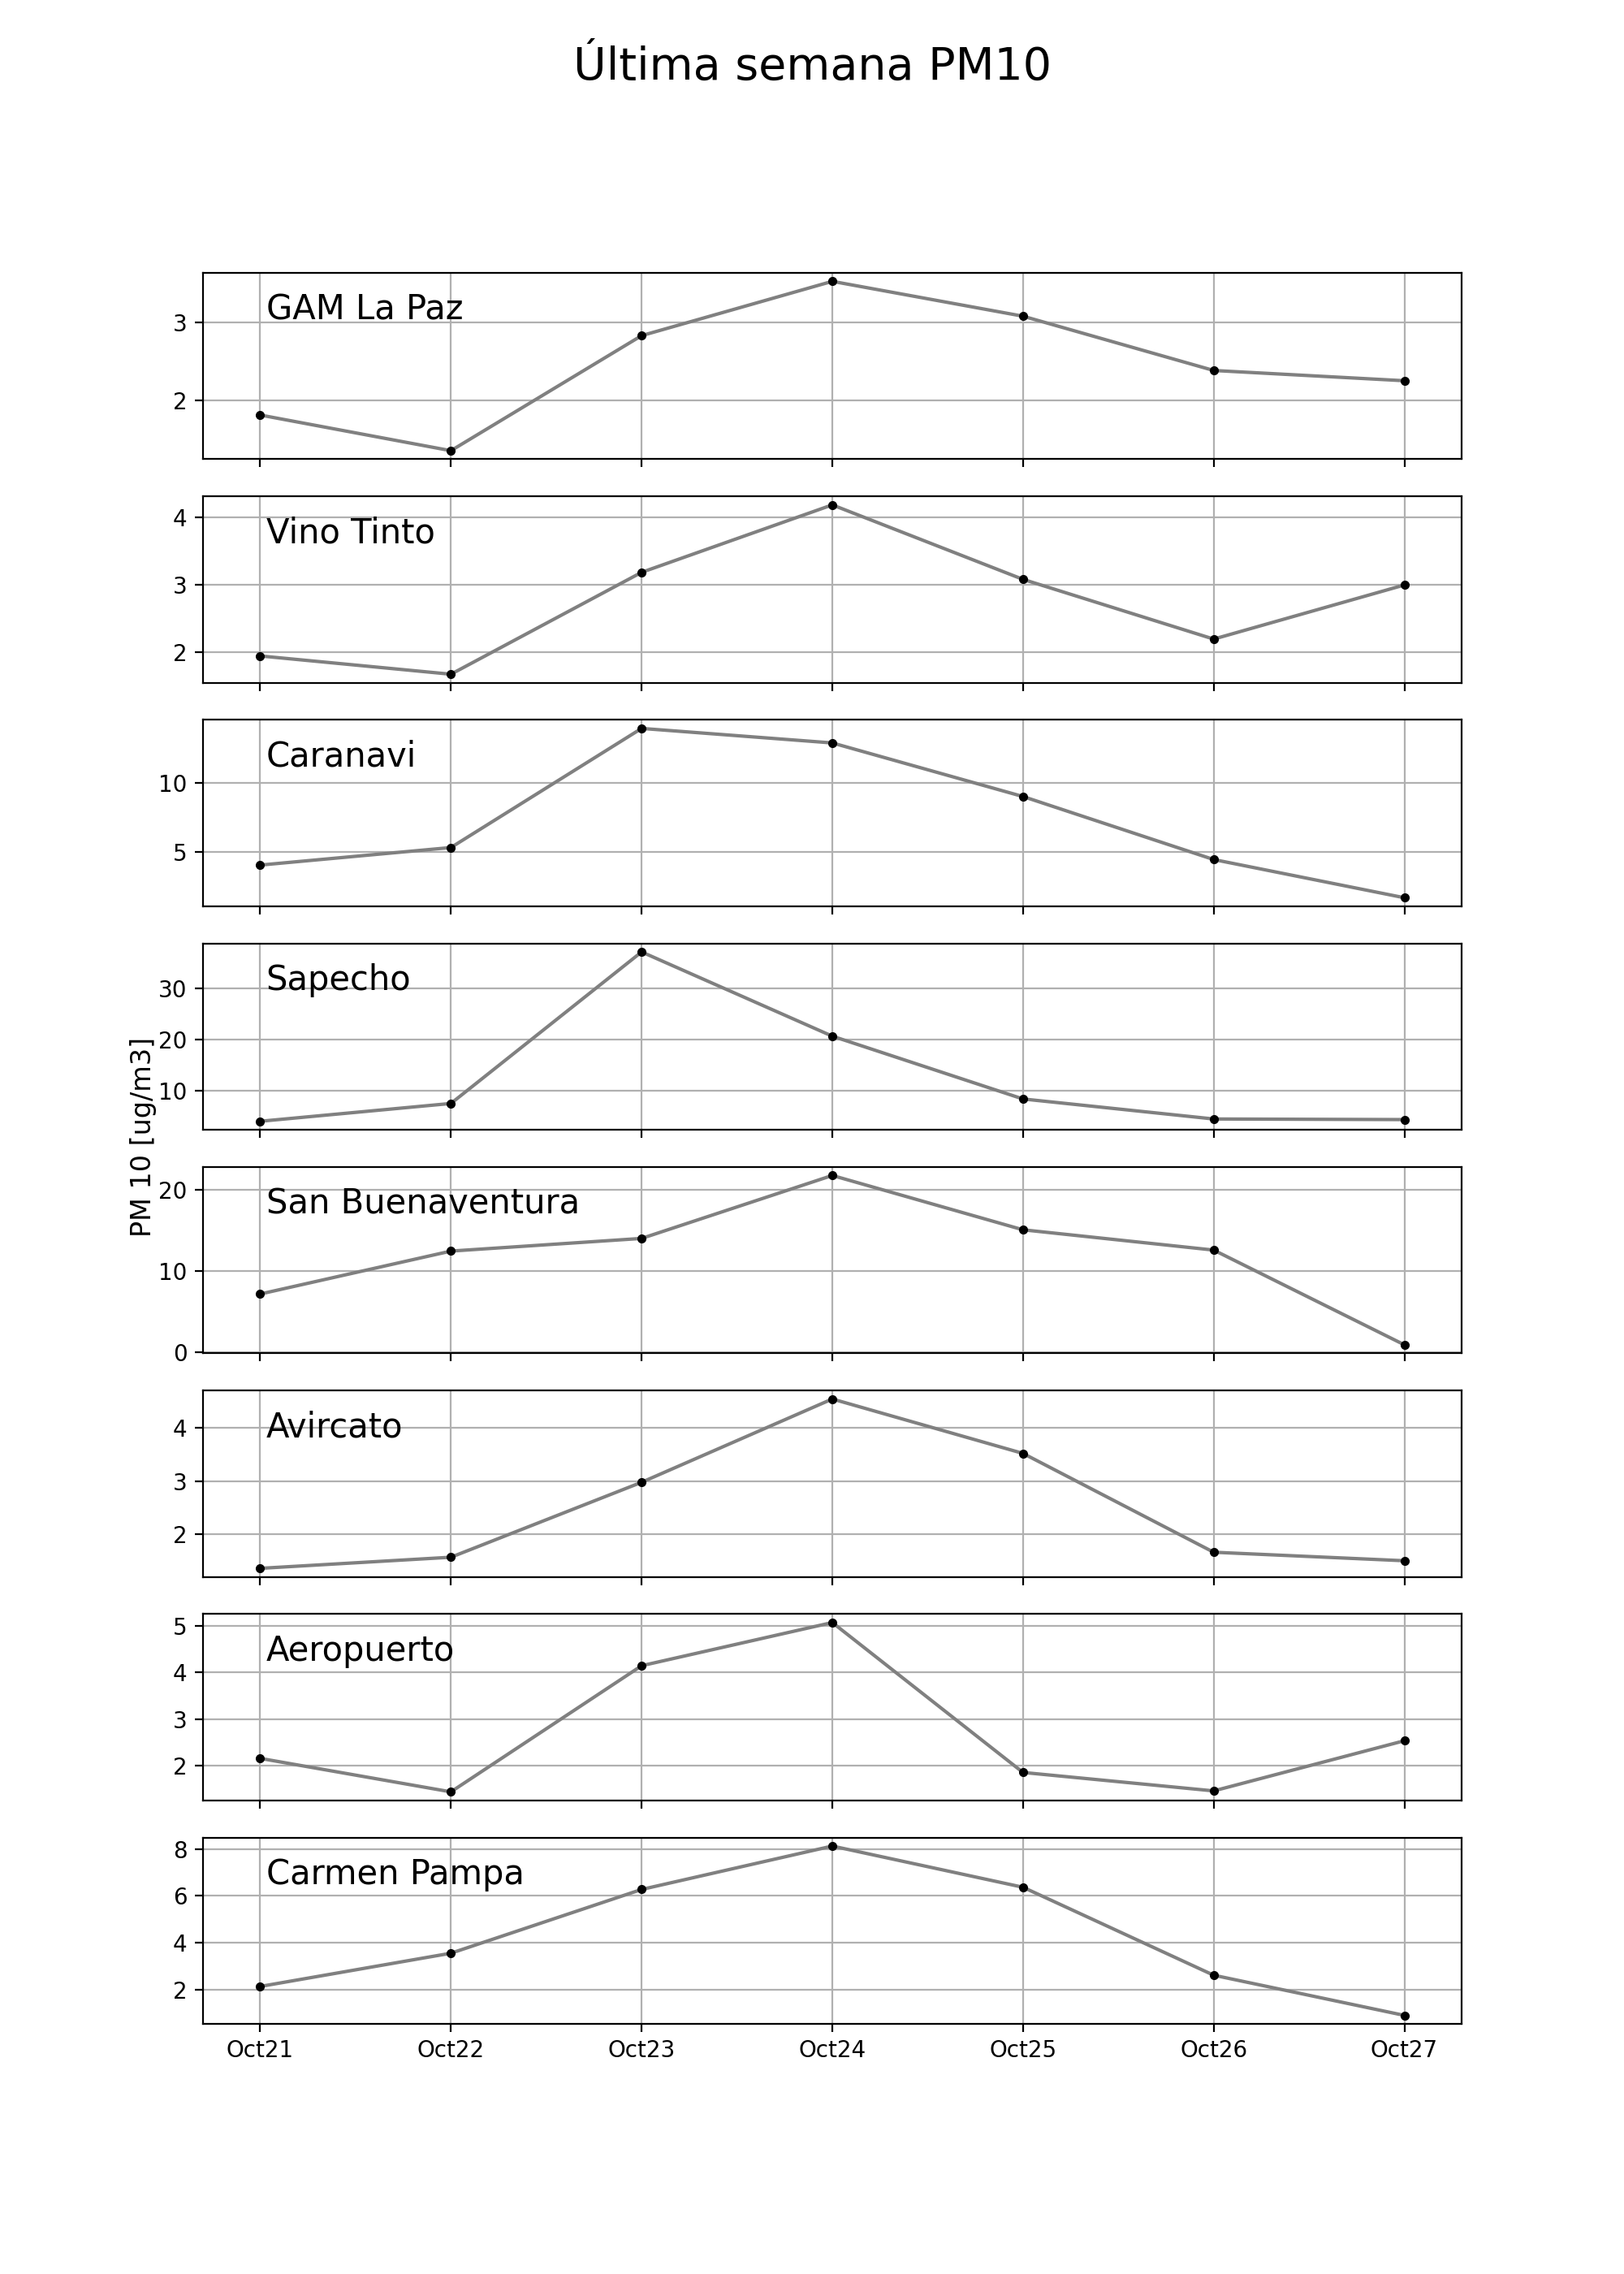 Última semana PM10
GAM La Paz
3
2
Vino Tinto
4
3
2
Caranavi
10
5
Sapecho
30
20
10
PM 10 [ug/m3]
San Buenaventura
20
10
0
Avircato
4
3
2
Aeropuerto
5
4
3
2
Carmen Pampa
8
6
4
2
Oct21 Oct22 Oct23 Oct24 Oct25 Oct26 Oct27